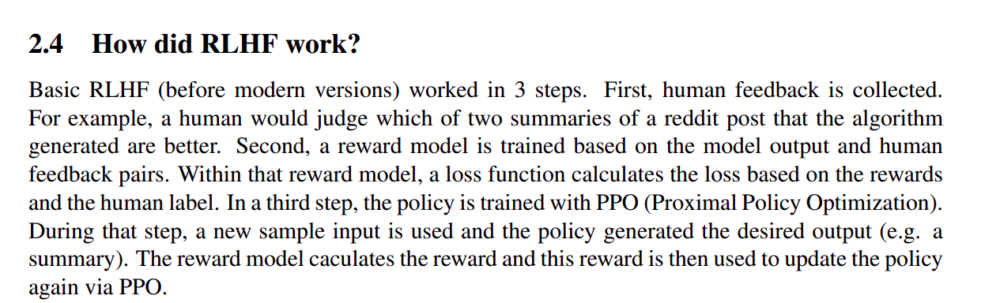 2.4 How did RLHF work?
Basic RLHF (before modern versions) worked in 3 steps. First, human feedback is collected.
For example, a human would judge which of two summaries of a reddit post that the algorithm
generated are better. Second, a reward model is trained based on the model output and human
feedback pairs. Within that reward model, a loss function calculates the loss based on the rewards
and the human label. In a third step, the policy is trained with PPO (Proximal Policy Optimization).
During that step, a new sample input is used and the policy generated the desired output (e.g. a
summary). The reward model caculates the reward and this reward is then used to update the policy
again via PPO.